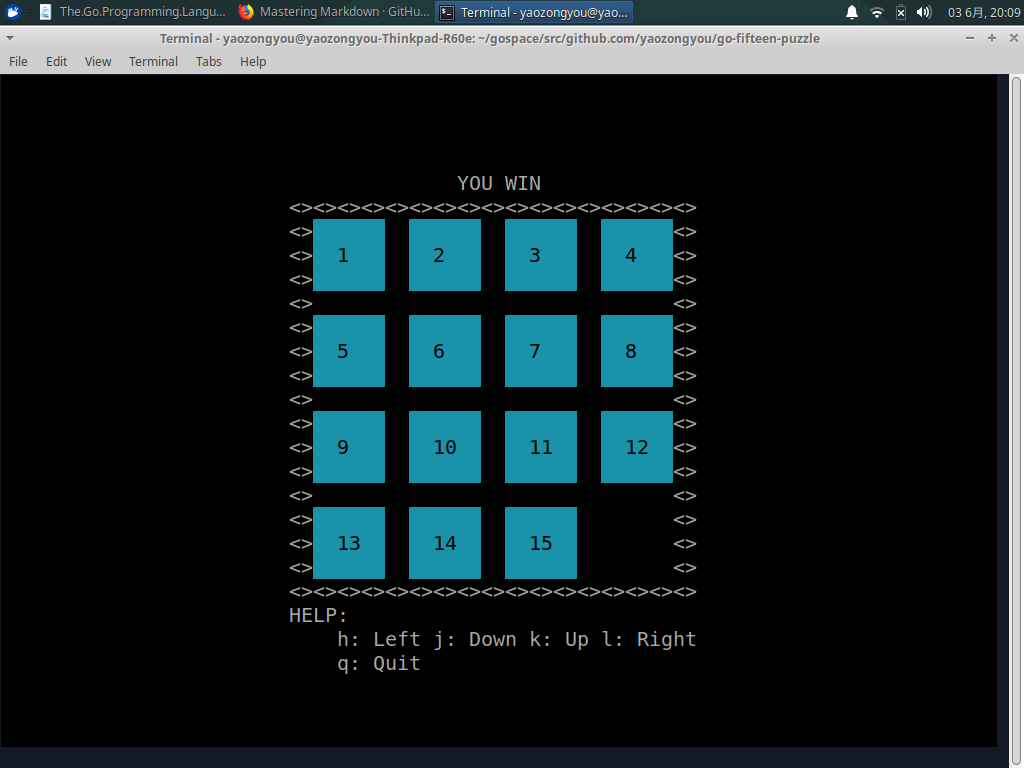 The.Go.Programming.Langu... Mastering Markdown · GitHu... Terminal - yaozongyou@yao... 03 6月, 20:09
Terminal - yaozongyou@yaozongyou-Thinkpad-R60e: ~/gospace/src/github.com/yaozongyou/go-fifteen-puzzle
File Edit View Terminal Tabs Help
YOU WIN
<><><><><><><><><><><><><><><><><>
<> <>
<> 1 2 3 4 <>
<> <>
<> <>
<> <>
<> 5 6 7 8 <>
<> <>
<> <>
<> <>
<> 9 10 11 12 <>
<> <>
<> <>
<> <>
<> 13 14 15 <>
<> <>
<><><><><><><><><><><><><><><><><>
HELP:
h: Left j: Down k: Up l: Right
q: Quit